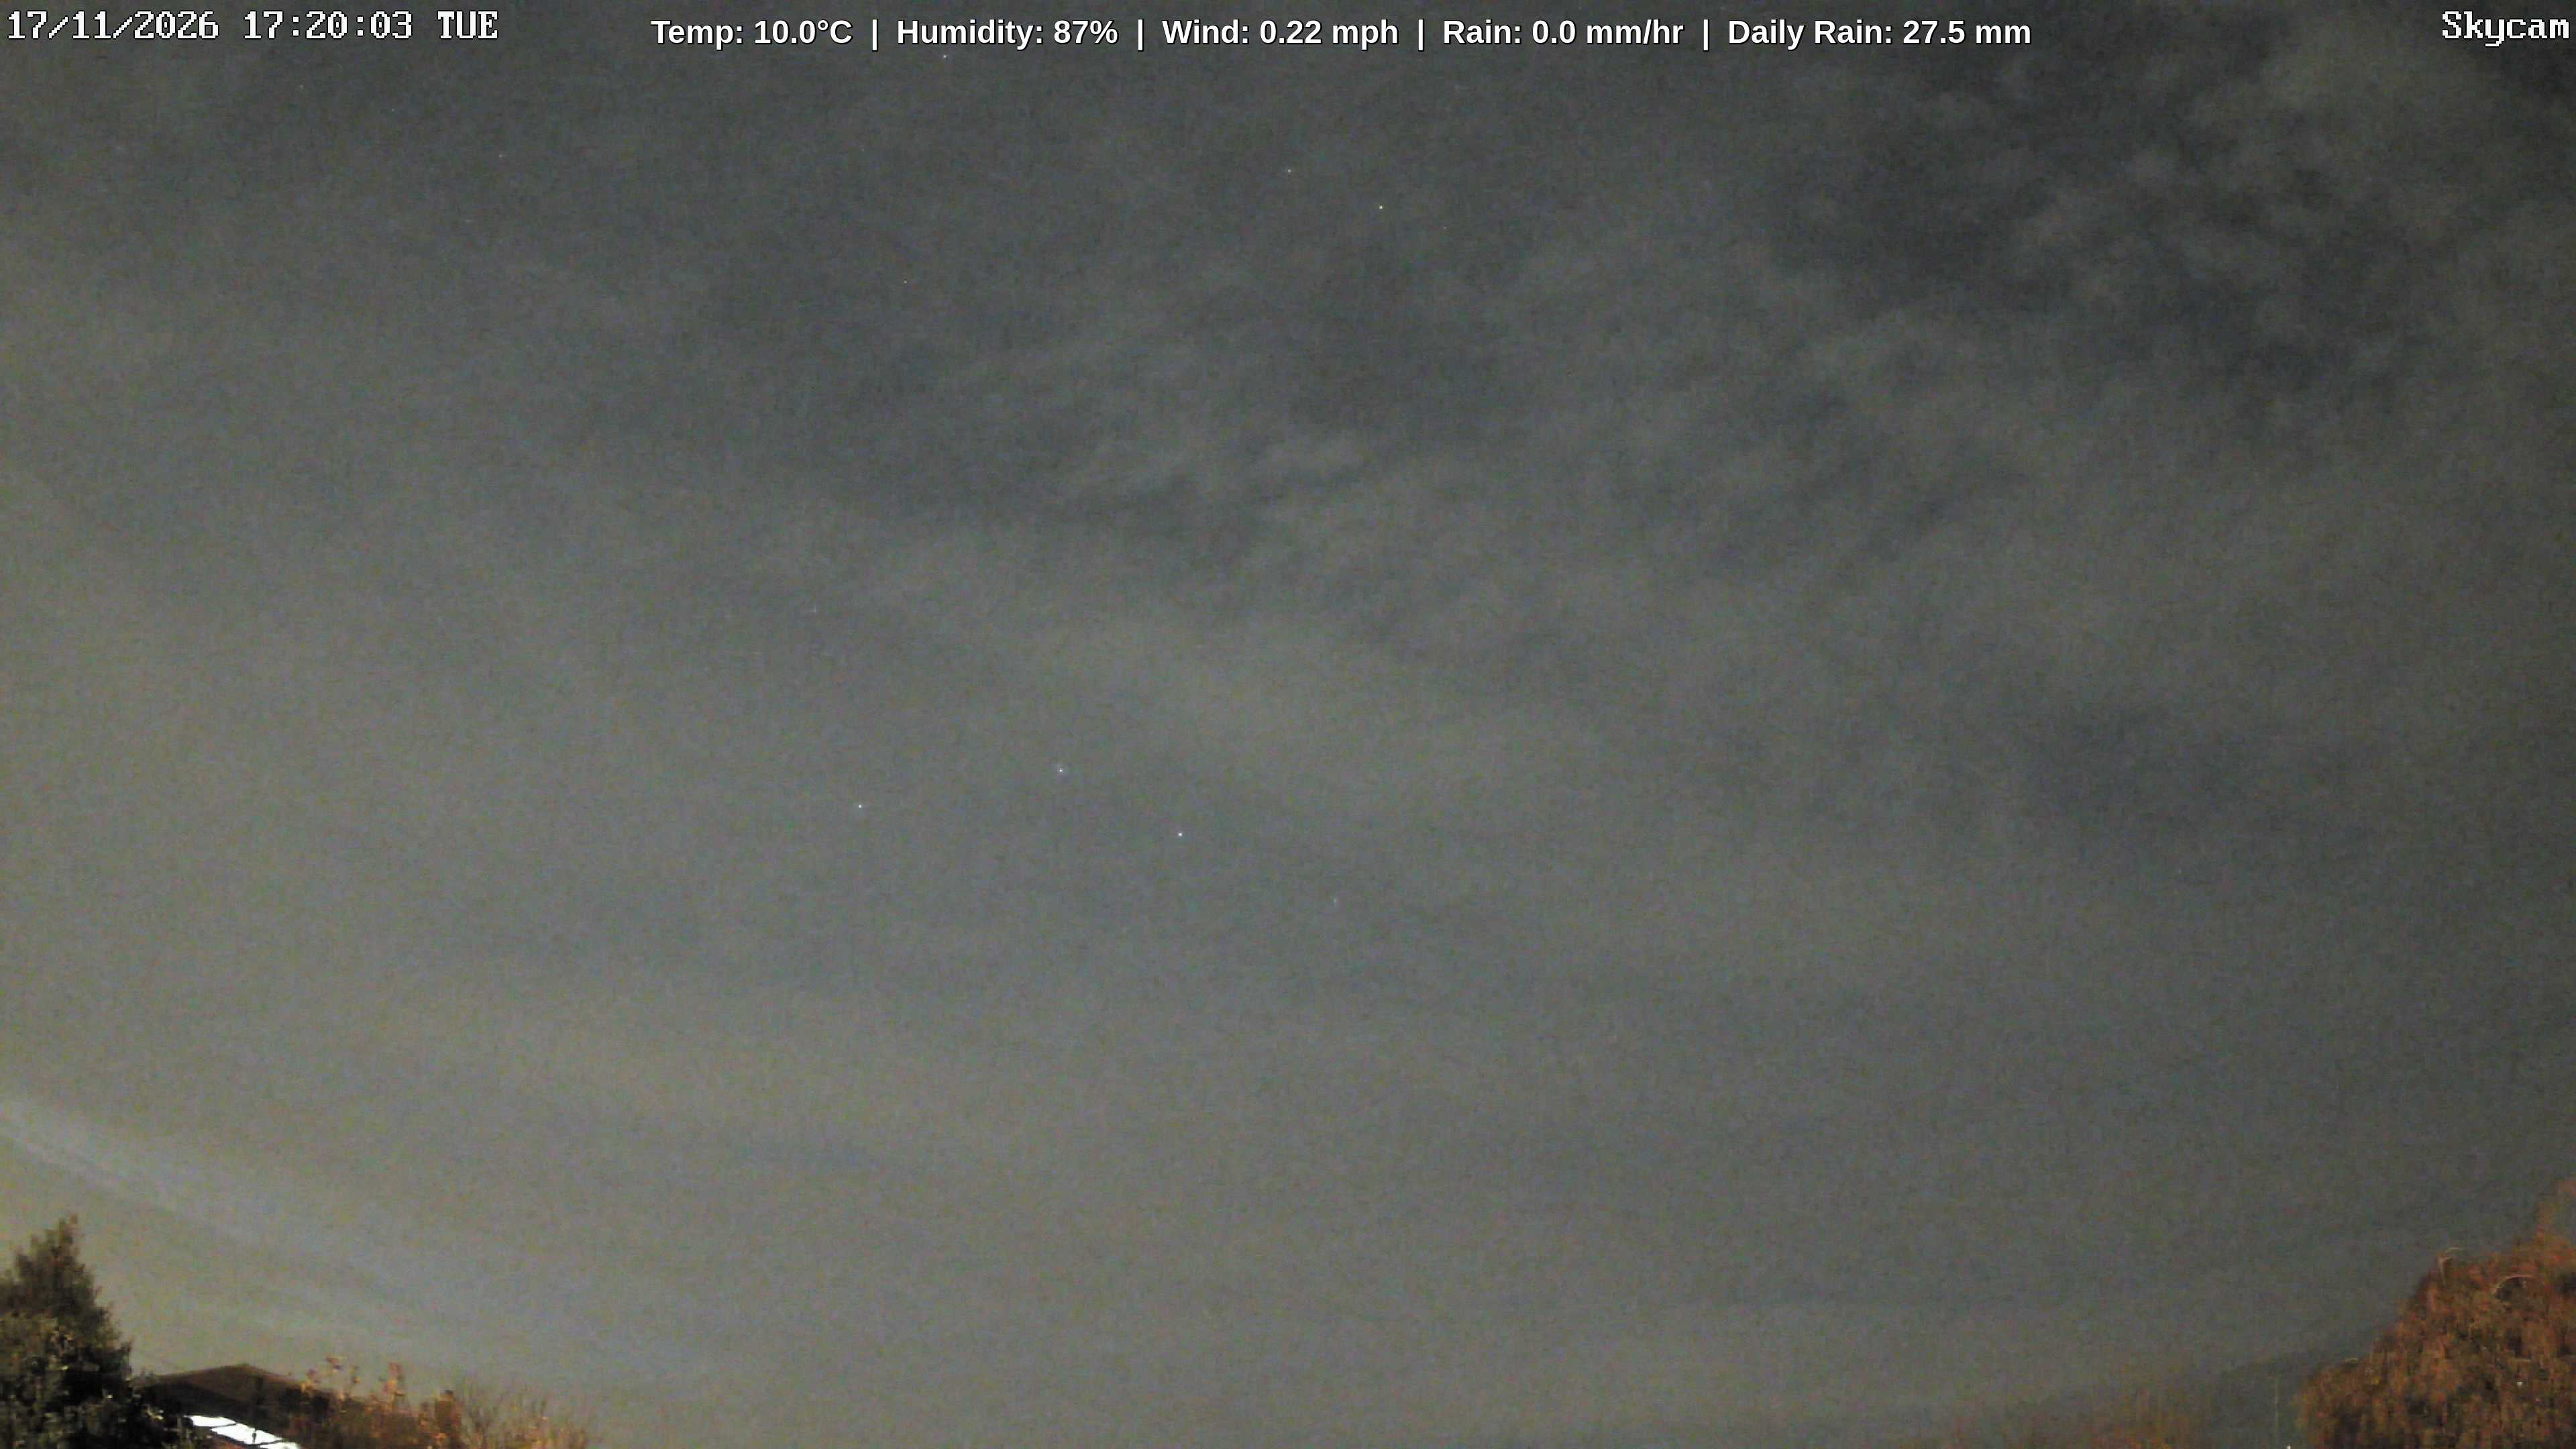 17/11/2026 17:20:03 TUE
Temp: 10.0°C | Humidity: 87% | Wind: 0.22 mph | Rain: 0.0 mm/hr | Daily Rain: 27.5 mm
Skycam